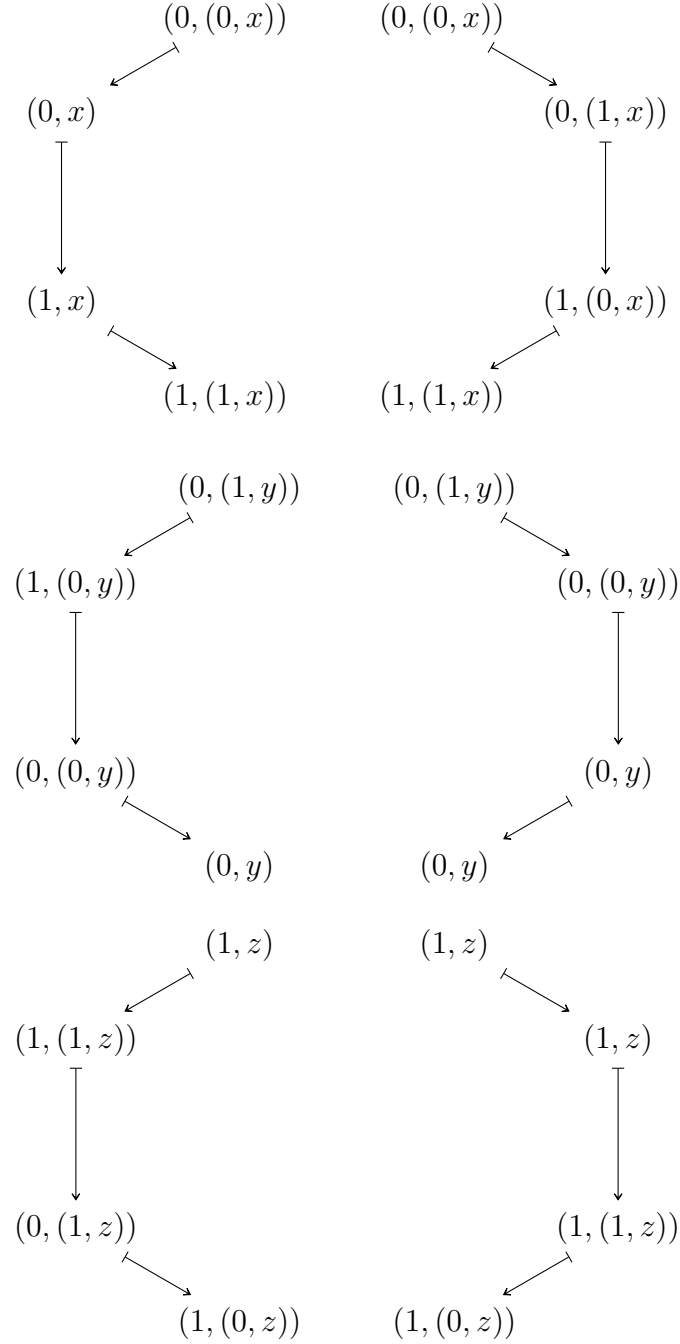 (0, (0, x)) (0, (0, x))
(0, x) (0, (1, x))
(1, x) (1, (0, x))
(1, (1, x)) (1, (1, x))
(0, (1, y)) (0, (1, y))
(1, (0, y)) (0, (0, y))
(0, (0, y)) (0, y)
(0, y) (0, y)
(1, z) (1, z)
(1, (1, z)) (1, z)
(0, (1, z)) (1, (1, z))
(1, (0, z)) (1, (0, z))